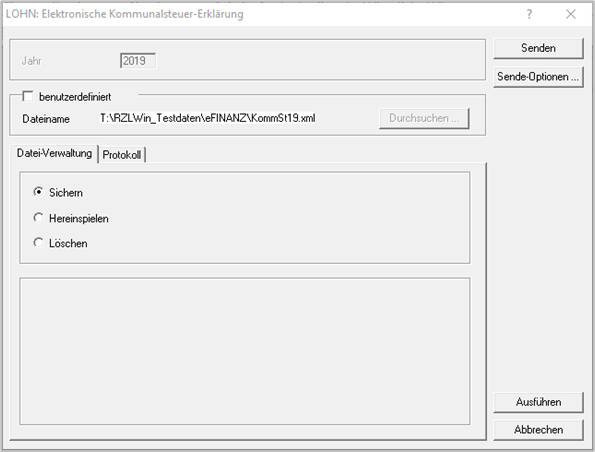 LOHN: Elektronische Kommunalsteuer-Erklärung ?
Senden
Jahr 2019
Sende-Optionen ...
benutzerdefiniert
Dateiname T:\RZLWin_Testdaten\eFINANZ\KommSt19.xml Durchsuchen ...
Datei-Verwaltung Protokoll
Sichern
Hereinspielen
Löschen
Ausführen
Abbrechen